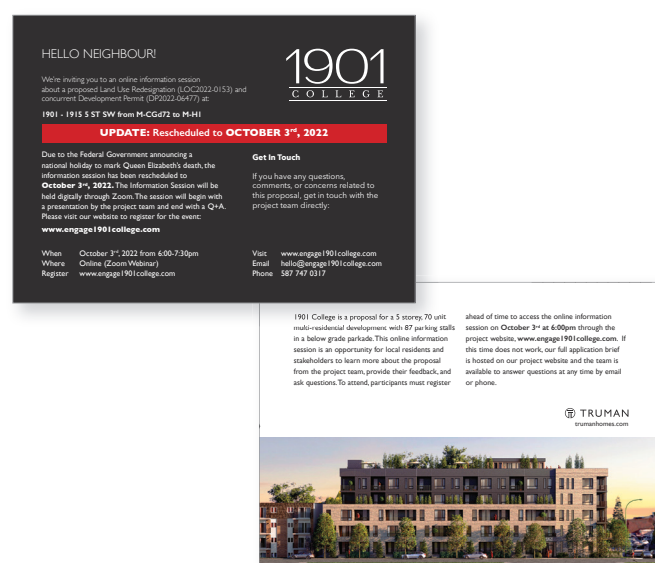 HELLO NEIGHBOUR!
1901
COLLEGE
We're inviting you to an online information session
about a proposed Land Use Redesignation (LOC2022-0153) and
concurrent Development Permit (DP2022-06477) at:
1901 - 1915 5 ST SW from M-CGd72 to M-H1
UPDATE: Rescheduled to OCTOBER 3rd, 2022
Due to the Federal Government announcing a
national holiday to mark Queen Elizabeth's death, the
information session has been rescheduled to
October 3rd, 2022. The Information Session will be
held digitally through Zoom. The session will begin with
a presentation by the project team and end with a Q+A.
Please visit our website to register for the event:
www.engage1901college.com
Get In Touch
If you have any questions,
comments, or concerns related to
this proposal, get in touch with the
project team directly:
When October 3rd, 2022 from 6:00-7:30pm
Where Online (Zoom Webinar)
Register www.engage1901college.com
Visit www.engage1901college.com
Email hello@engage1901college.com
Phone 587 747 0317
1901 College is a proposal for a 5 storey, 70 unit
multi-residential development with 87 parking stalls
in a below grade parkade. This online information
session is an opportunity for local residents and
stakeholders to learn more about the proposal
from the project team, provide their feedback, and
ask questions. To attend, participants must register
ahead of time to access the online information
session on October 3rd at 6:00pm through the
project website, www.engage1901college.com. If
this time does not work, our full application brief
is hosted on our project website and the team is
available to answer questions at any time by email
or phone.
TRUMAN
trumanhomes.com